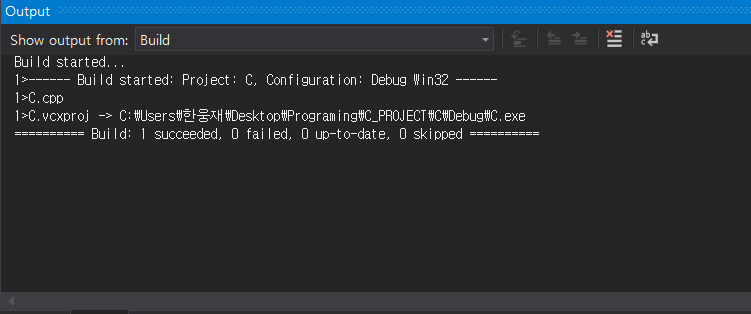 Output
Show output from: Build
Build started...
1>------ Build started: Project: C, Configuration: Debug Win32 ------
1>C.cpp
1>C.vcxproj -> C:₩Users₩한웅재₩Desktop₩Programing₩C_PROJECT₩C₩Debug₩C.exe
========== Build: 1 succeeded, 0 failed, 0 up-to-date, 0 skipped ==========